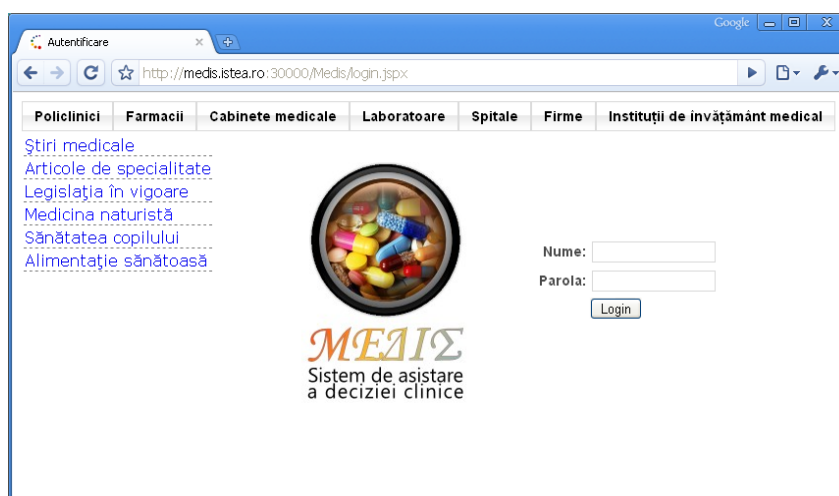 Google
Autentificare
http://medis.istea.ro:30000/Medis/login.jspx
Policlinici Farmacii Cabinete medicale Laboratoare Spitale Firme Instituții de învățământ medical
Ştiri medicale
Articole de specialitate
Legislaţia în vigoare
Medicina naturistă
Sănătatea copilului
Alimentaţie sănătoasă
Nume:
Parola:
Login
ΜΕΔΙΣ
Sistem de asistare
a deciziei clinice